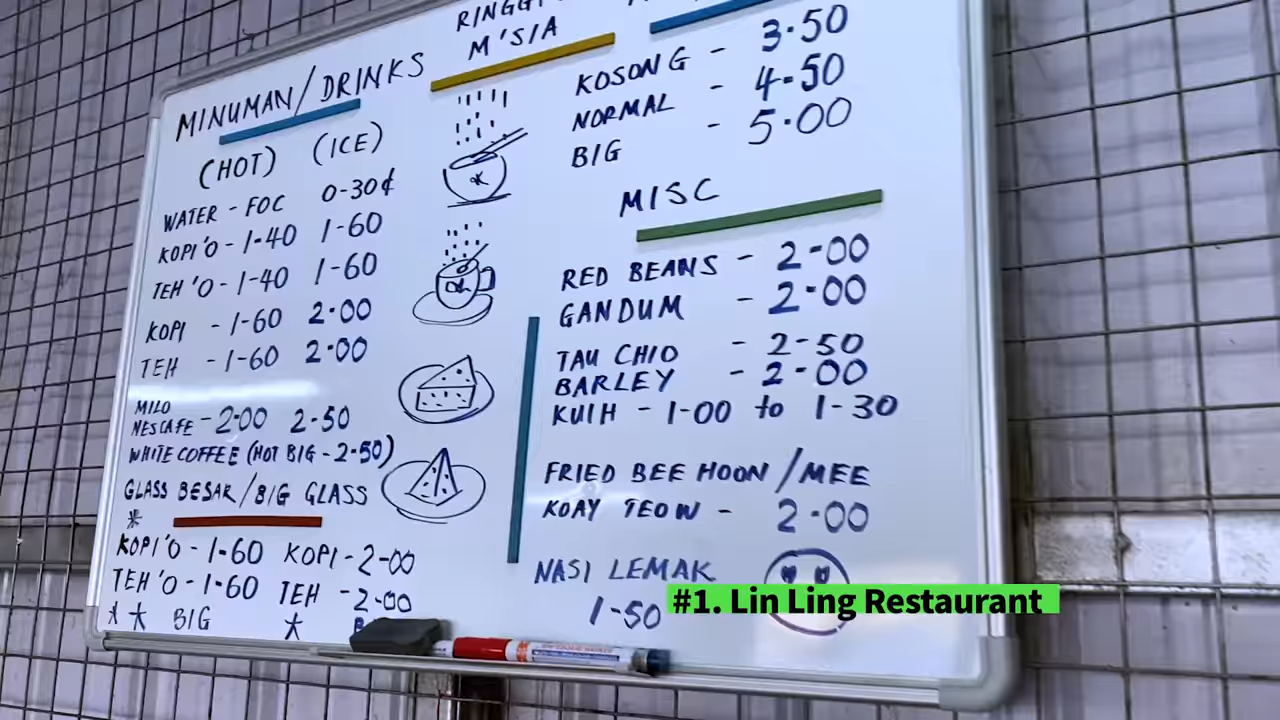 RINGGI
M'SIA
MINUMAN/DRINKS
(HOT) (ICE)
WATER - FOC 0-30¢
KOPI'O - 1-40 1-60
TEH 'O - 1-40 1-60
KOPI - 1-60 2.00
TEH - 1-60 2.00
MILO
NESCAFE - 2.00 2-50
WHITE COFFEE (HOT BIG - 2-50)
GLASS BESAR/BIG GLASS
*
KOPI'O - 1-60 KOPI - 2-00
TEH 'O - 1-60 TEH - 2-00
* * BIG *
KOSONG - 3.50
NORMAL - 4.50
BIG - 5.00
MISC
RED BEANS - 2-00
GANDUM - 2-00
TAU CHIO - 2-50
BARLEY - 2-00
KUIH - 1-00 to 1-30
FRIED BEE HOON/MEE
KOAY TEOW - 2.00
NASI LEMAK
1-50
#1. Lin Ling Restaurant